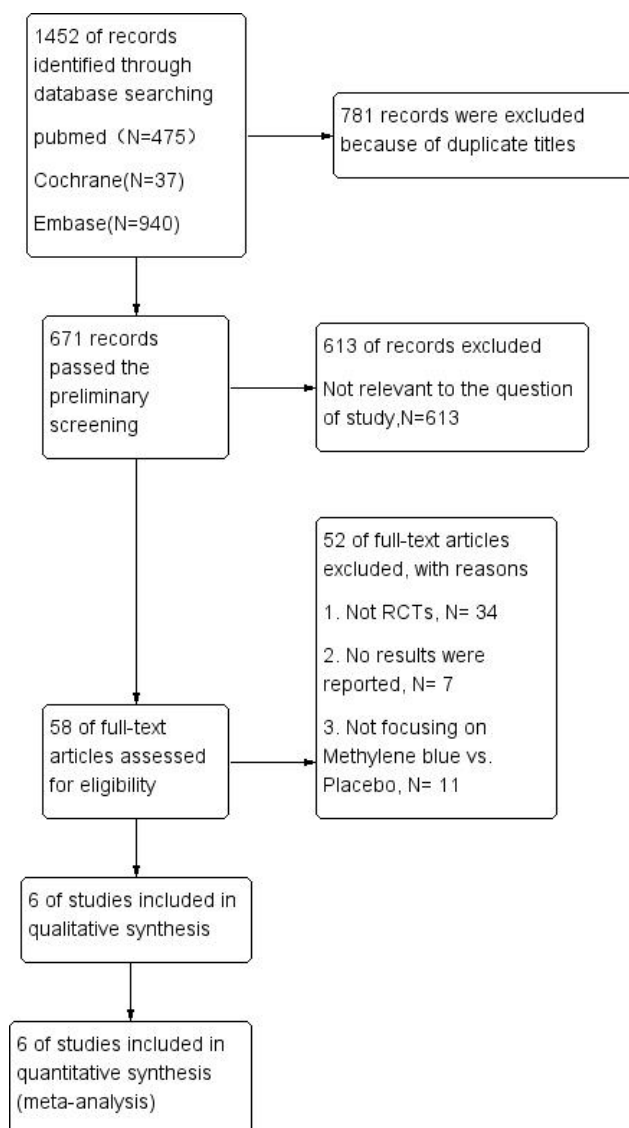 1452 of records
identified through
database searching
pubmed（N=475）
Cochrane(N=37)
Embase(N=940)
781 records were excluded
because of duplicate titles
671 records
passed the
preliminary
screening
613 of records excluded
Not relevant to the question
of study,N=613
52 of full-text articles
excluded, with reasons
1. Not RCTs, N= 34
2. No results were
reported, N= 7
3. Not focusing on
Methylene blue vs.
Placebo, N= 11
58 of full-text
articles assessed
for eligibility
6 of studies included in
qualitative synthesis
6 of studies included in
quantitative synthesis
(meta-analysis)